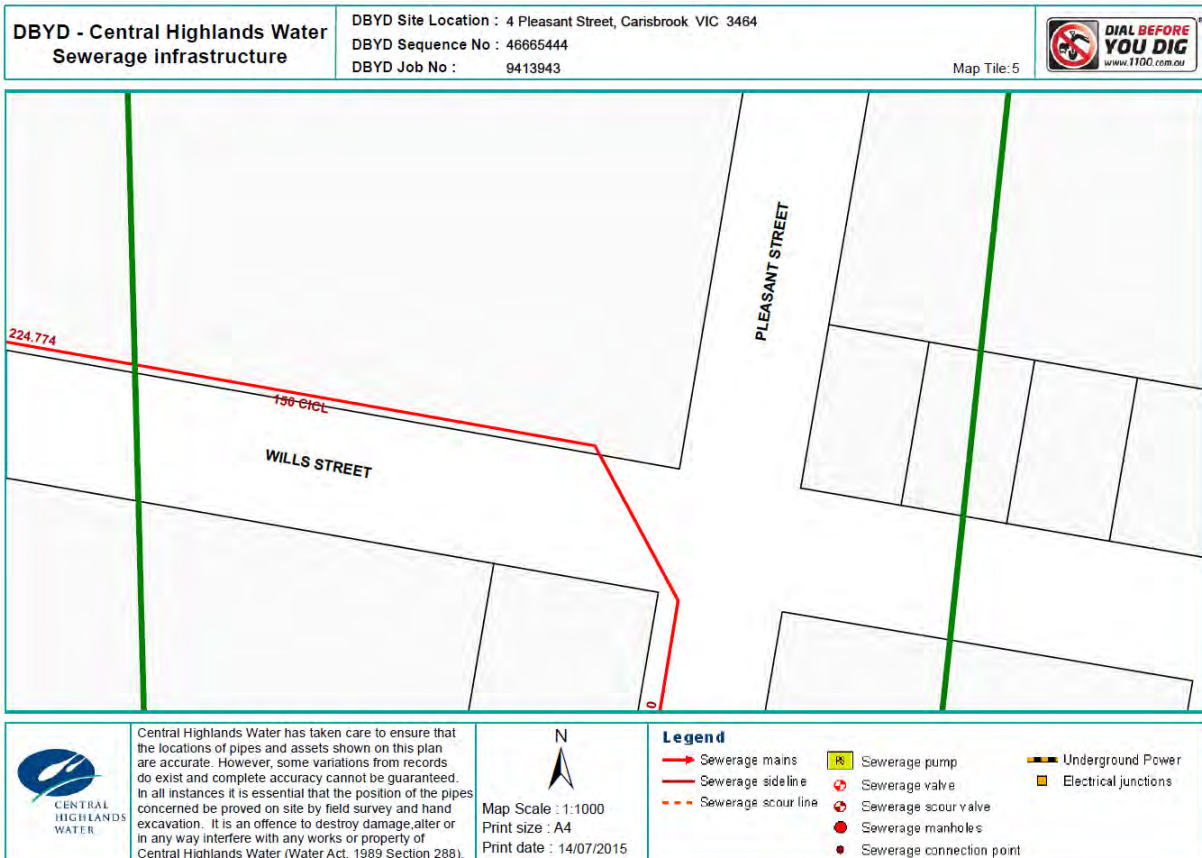 DBYD - Central Highlands Water
Sewerage infrastructure
DBYD Site Location : 4 Pleasant Street, Carisbrook VIC 3464
DBYD Sequence No : 46665444
DBYD Job No : 9413943
Map Tile:5
DIAL BEFORE
YOU DIG
www.1100.com.au
PLEASANT STREET
224.774
150 CICL
WILLS STREET
0
CENTRAL
HIGHLANDS
WATER
Central Highlands Water has taken care to ensure that
the locations of pipes and assets shown on this plan
are accurate. However, some variations from records
do exist and complete accuracy cannot be guaranteed.
In all instances it is essential that the position of the pipes
concerned be proved on site by field survey and hand
excavation. It is an offence to destroy damage,alter or
in any way interfere with any works or property of
Central Highlands Water (Water Act, 1989 Section 288).
N
Map Scale : 1:1000
Print size : A4
Print date : 14/07/2015
Legend
Sewerage mains
Sewerage sideline
Sewerage scour line
PS Sewerage pump
Sewerage valve
Sewerage scour valve
Sewerage manholes
Sewerage connection point
Underground Power
Electrical junctions